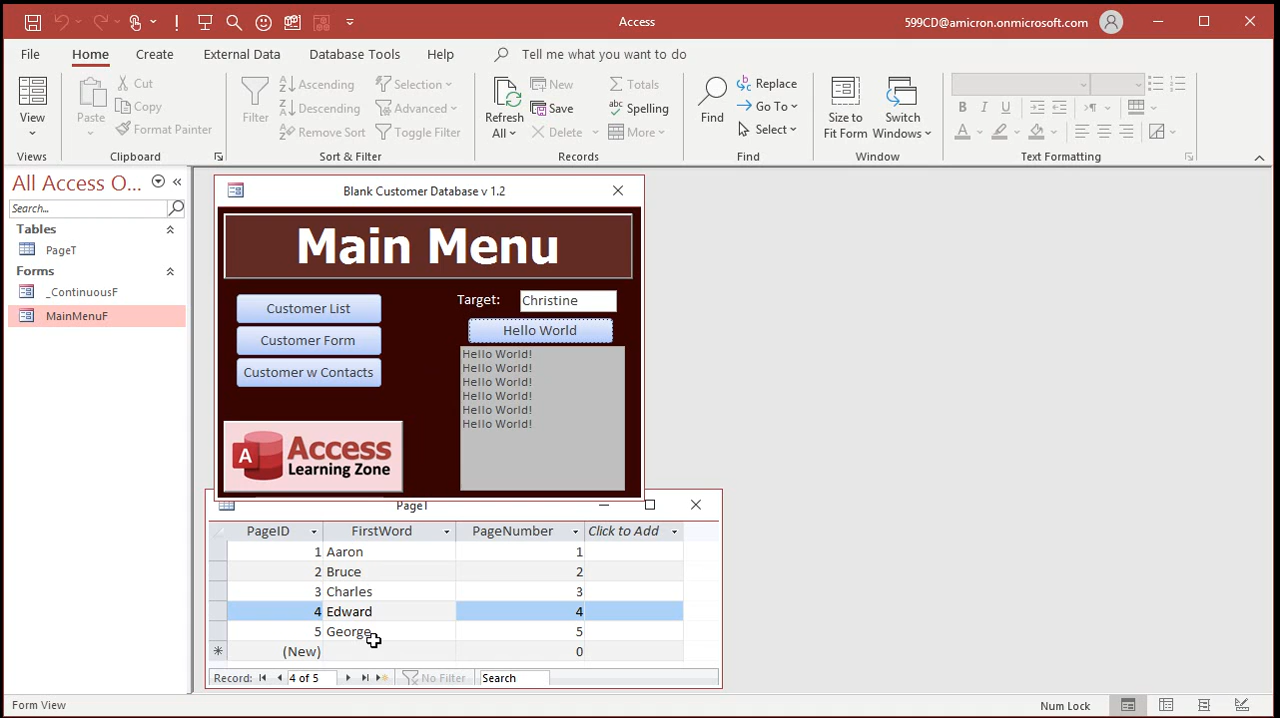 Access
599CD@amicron.onmicrosoft.com
File Home Create External Data Database Tools Help Tell me what you want to do
View
Views
Paste
Cut
Copy
Format Painter
Clipboard
Filter
Ascending
Descending
Remove Sort
Selection
Advanced
Toggle Filter
Sort & Filter
Refresh
All
New
Save
Delete
Totals
Spelling
More
Records
Find
Replace
Go To
Select
Find
Size to
Fit Form
Switch
Windows
Window
Text Formatting
All Access O...
Search...
Tables
PageT
Forms
_ContinuousF
MainMenuF
Blank Customer Database v 1.2
Main Menu
Customer List
Customer Form
Customer w Contacts
Target: Christine
Hello World
Hello World!
Hello World!
Hello World!
Hello World!
Hello World!
Hello World!
A Access
Learning Zone
PageT
PageID FirstWord PageNumber Click to Add
1 Aaron 1
2 Bruce 2
3 Charles 3
4 Edward 4
5 George 5
(New) 0
Record: 4 of 5 No Filter Search
Form View
Num Lock